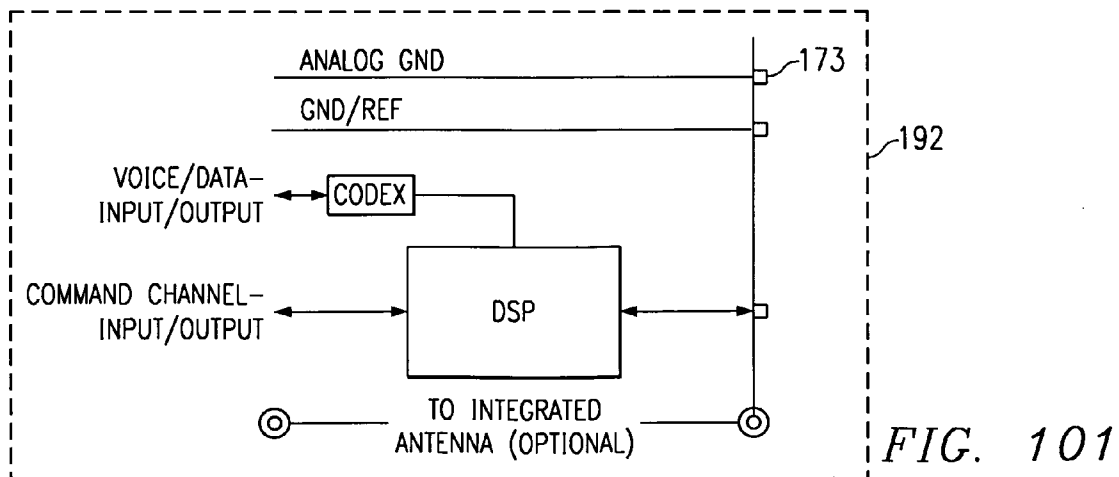 ANALOG GND
173
GND/REF
192
VOICE/DATA-
INPUT/OUTPUT
CODEX
COMMAND CHANNEL-
INPUT/OUTPUT
DSP
TO INTEGRATED
ANTENNA (OPTIONAL)
FIG. 101